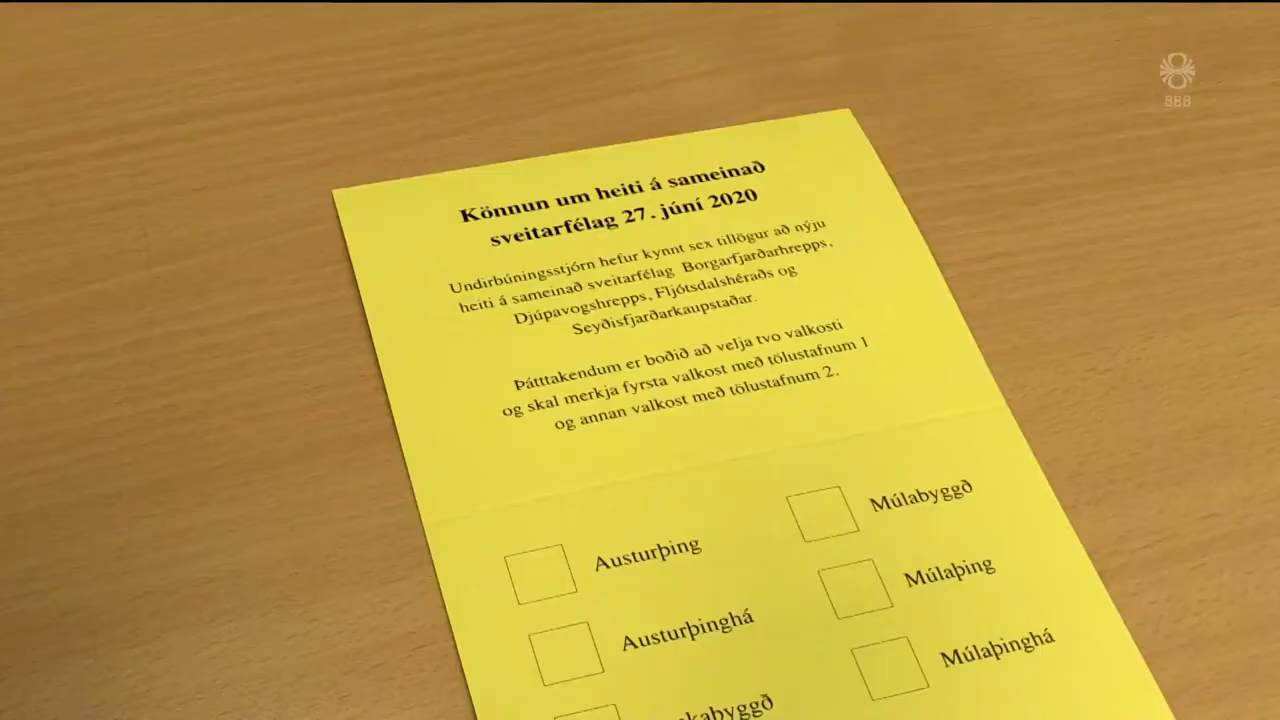 888
Könnun um heiti á sameinað
sveitarfélag 27. júní 2020
Undirbúningsstjórn hefur kynnt sex tillögur að nýju
heiti á sameinað sveitarfélag Borgarfjarðarhrepps,
Djúpavogshrepps, Fljótsdalshéraðs og
Seyðisfjarðarkaupstaðar.
Þátttakendum er boðið að velja tvo valkosti
og skal merkja fyrsta valkost með tölustafnum 1
og annan valkost með tölustafnum 2.
Austurþing
Austurþinghá
Múlabyggð
Múlaþing
Múlaþinghá